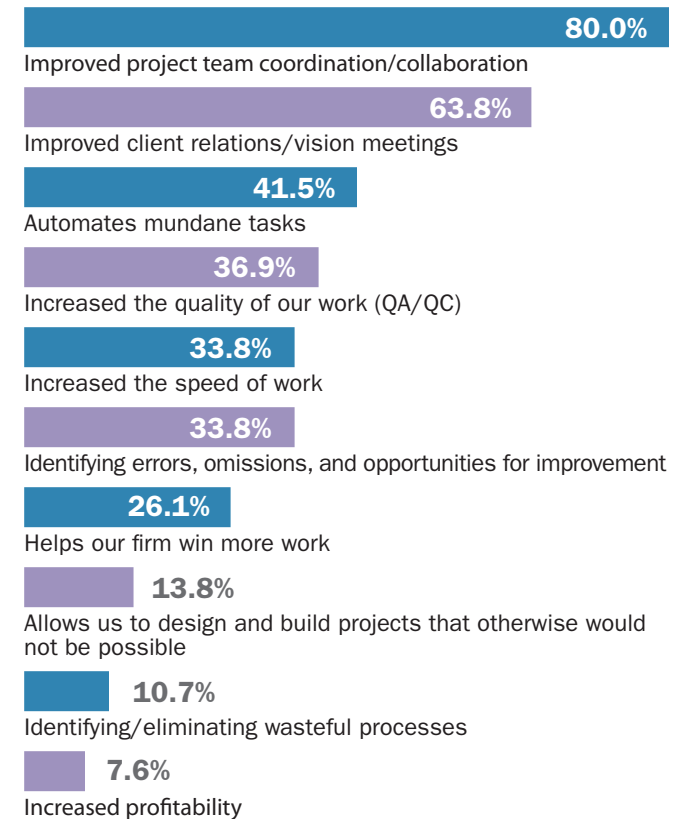 80.0%
Improved project team coordination/collaboration
63.8%
Improved client relations/vision meetings
41.5%
Automates mundane tasks
36.9%
Increased the quality of our work (QA/QC)
33.8%
Increased the speed of work
33.8%
Identifying errors, omissions, and opportunities for improvement
26.1%
Helps our firm win more work
13.8%
Allows us to design and build projects that otherwise would
not be possible
10.7%
Identifying/eliminating wasteful processes
7.6%
Increased profitability